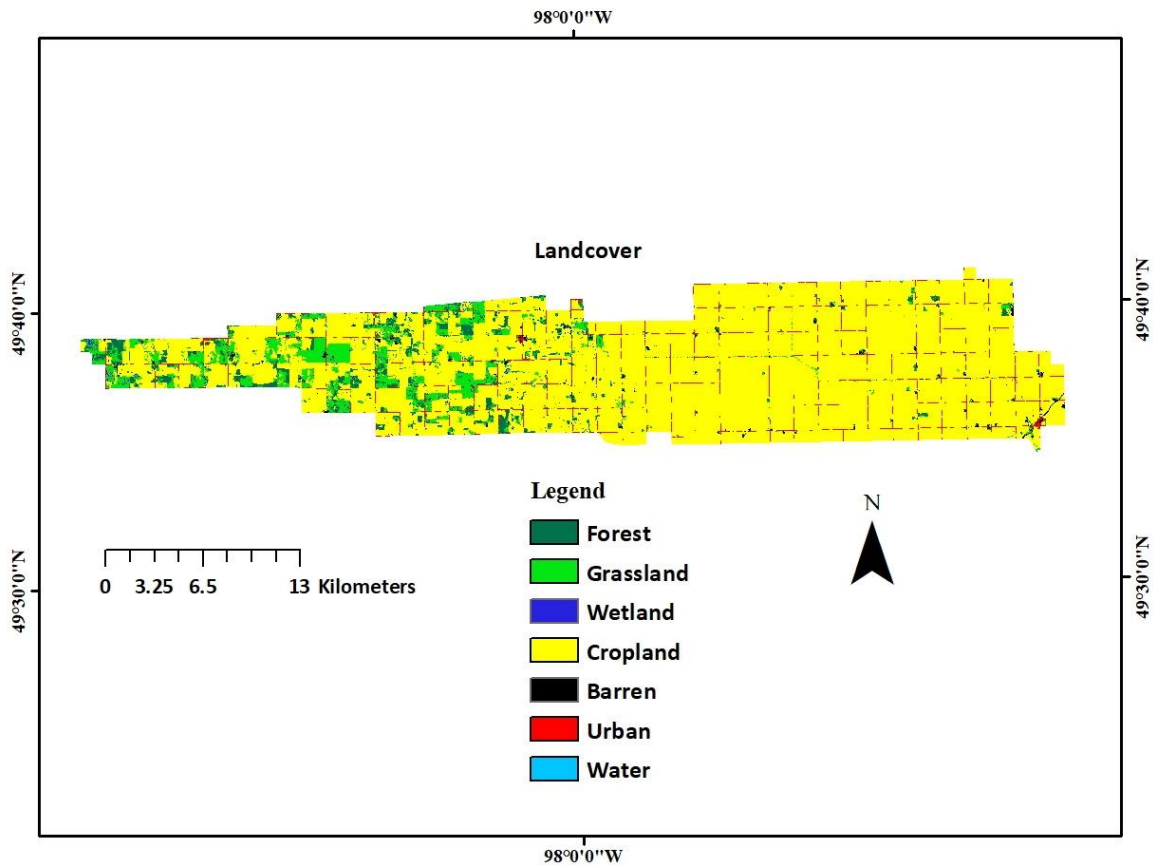 98°0'0"W
Landcover
49°40'0"N
49°40'0"N
Legend
N
Forest
Grassland
0 3.25 6.5 13 Kilometers
49°30'0"N
49°30'0"N
Wetland
Cropland
Barren
Urban
Water
98°0'0"W